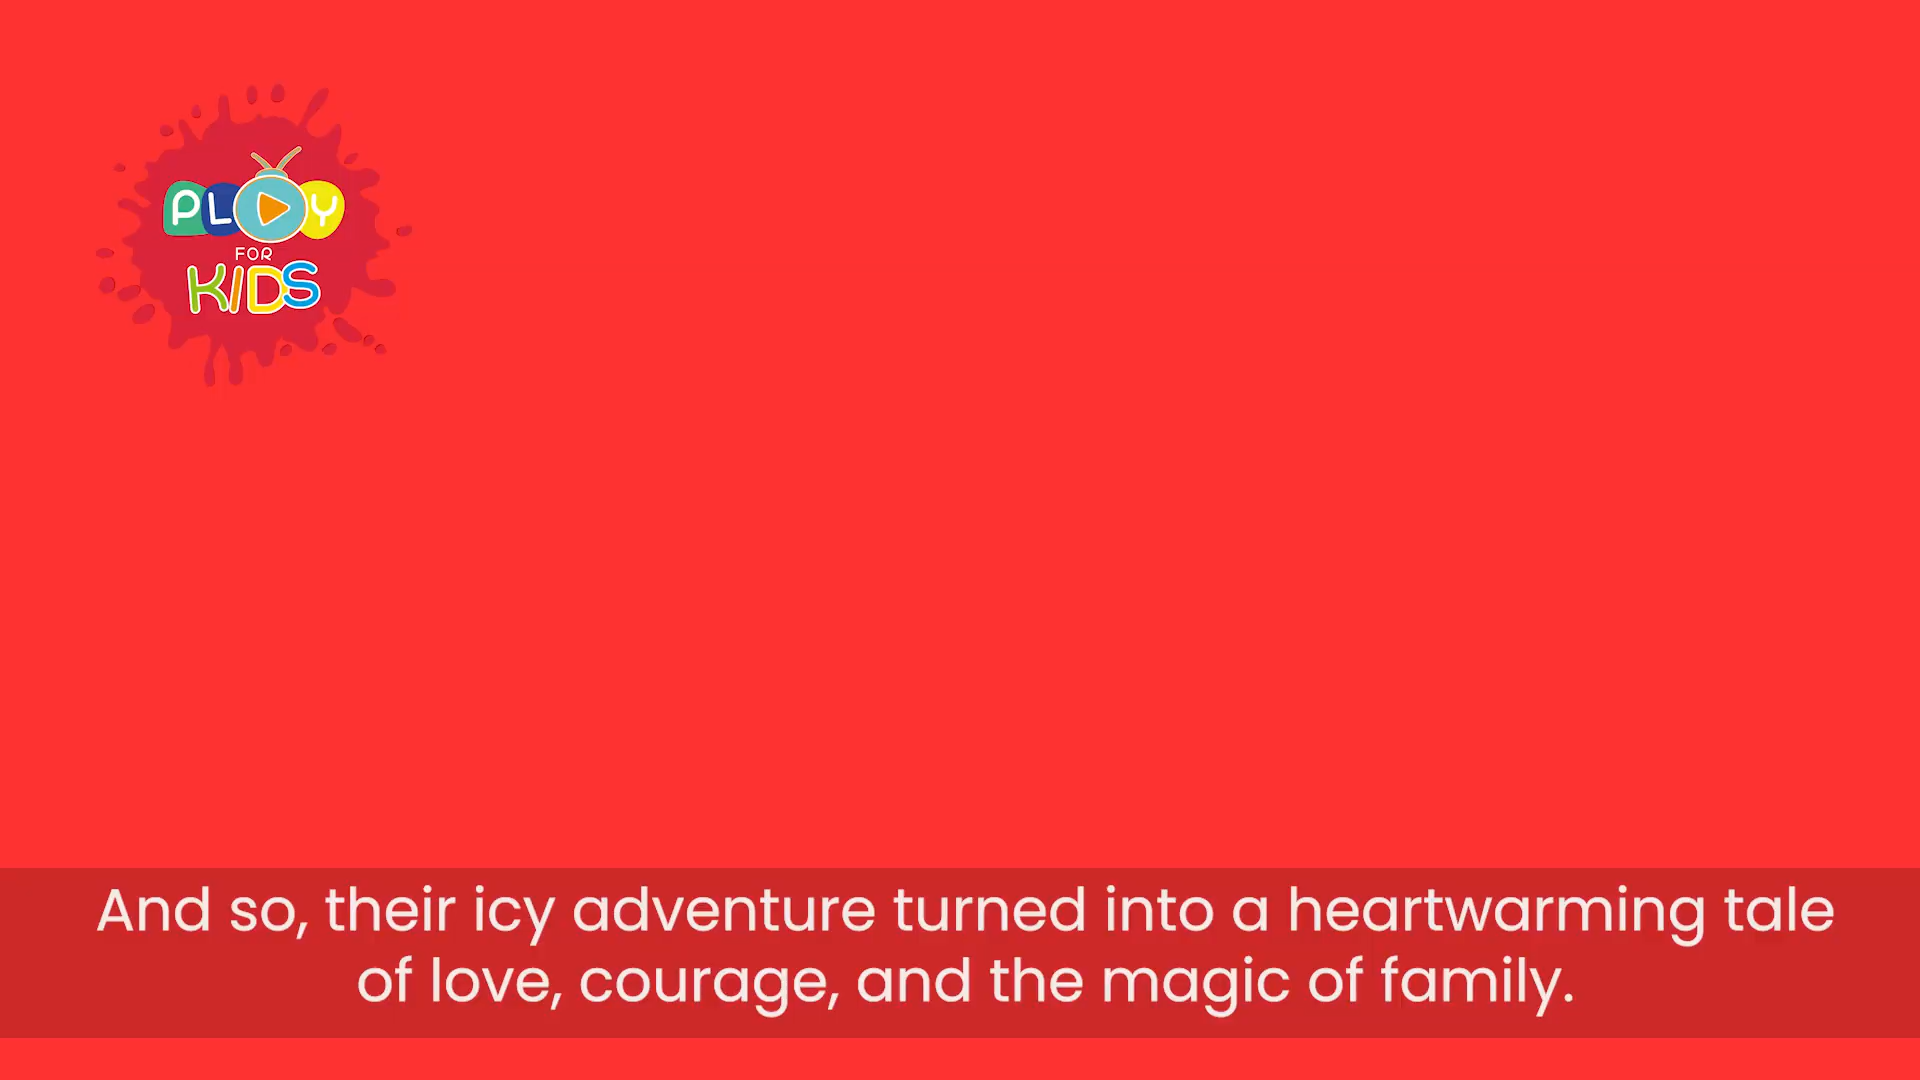 PLAY
FOR
KIDS
And so, their icy adventure turned into a heartwarming tale
of love, courage, and the magic of family.